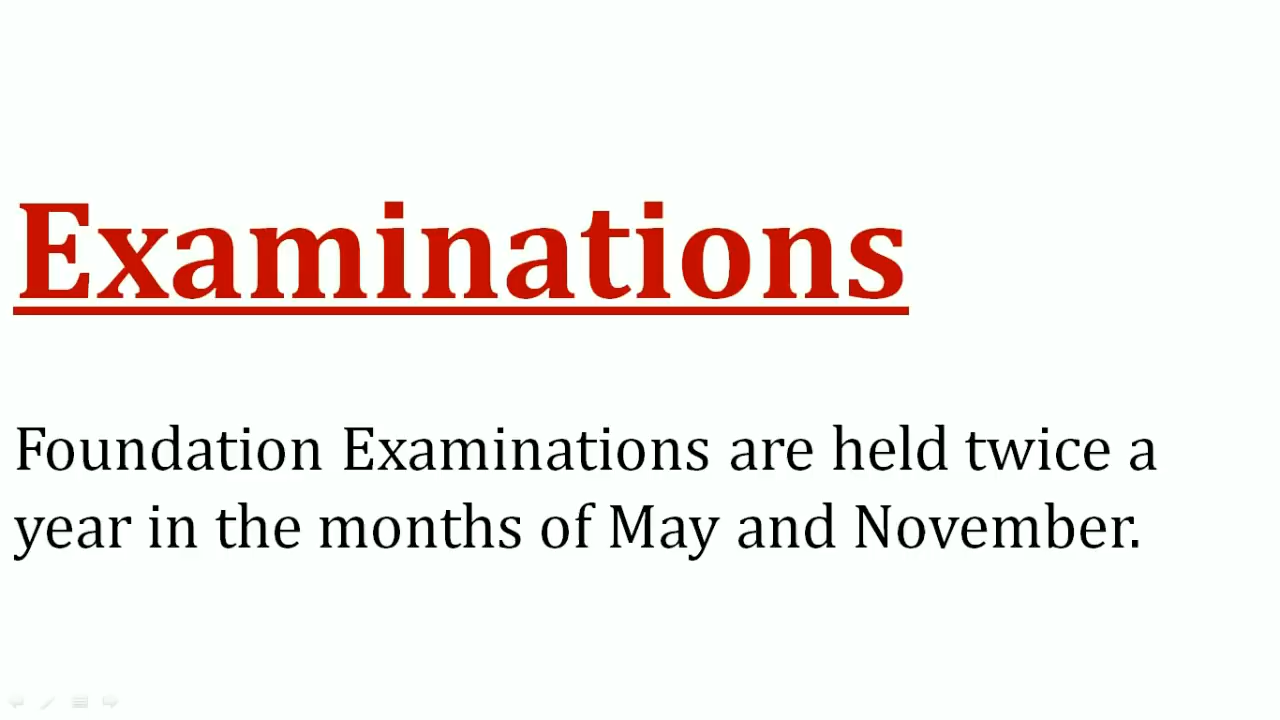 Examinations
Foundation Examinations are held twice a
year in the months of May and November.